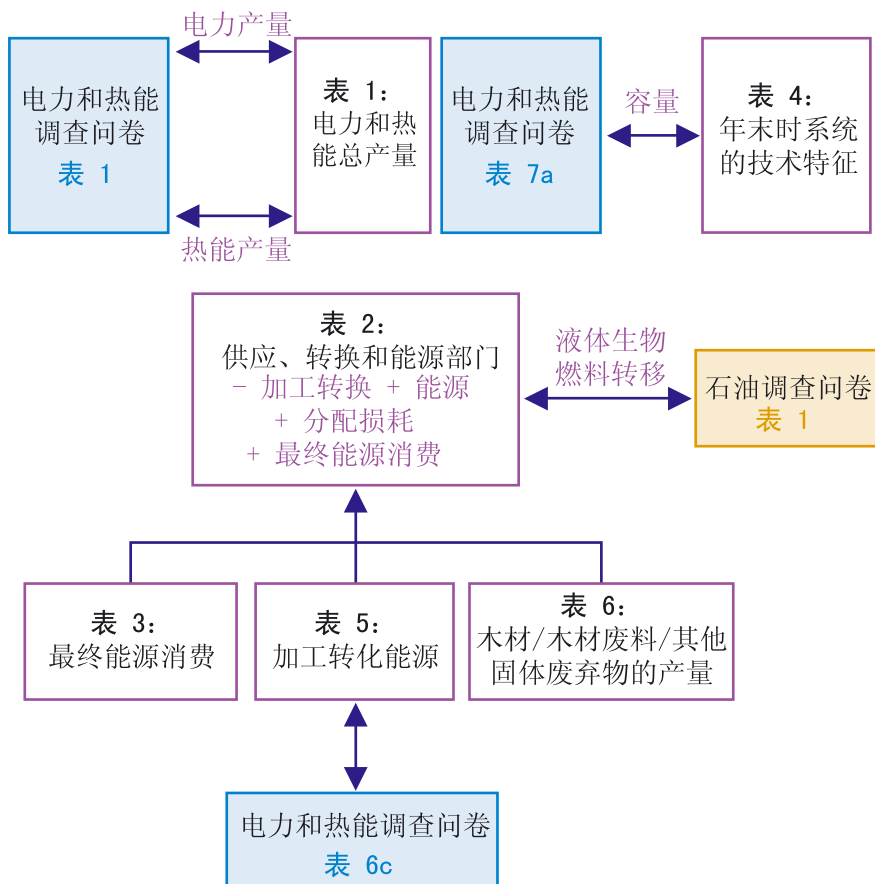 电力产量
电力和热能
调查问卷
表 1
热能产量
表 1:
电力和热
能总产量
电力和热能
调查问卷
表 7a
容量
表 4:
年末时系统
的技术特征
表 2:
供应、转换和能源部门
- 加工转换 + 能源
+ 分配损耗
+ 最终能源消费
液体生物
燃料转移
石油调查问卷
表 1
表 3:
最终能源消费
表 5:
加工转化能源
表 6:
木材/木材废料/其他
固体废弃物的产量
电力和热能调查问卷
表 6c